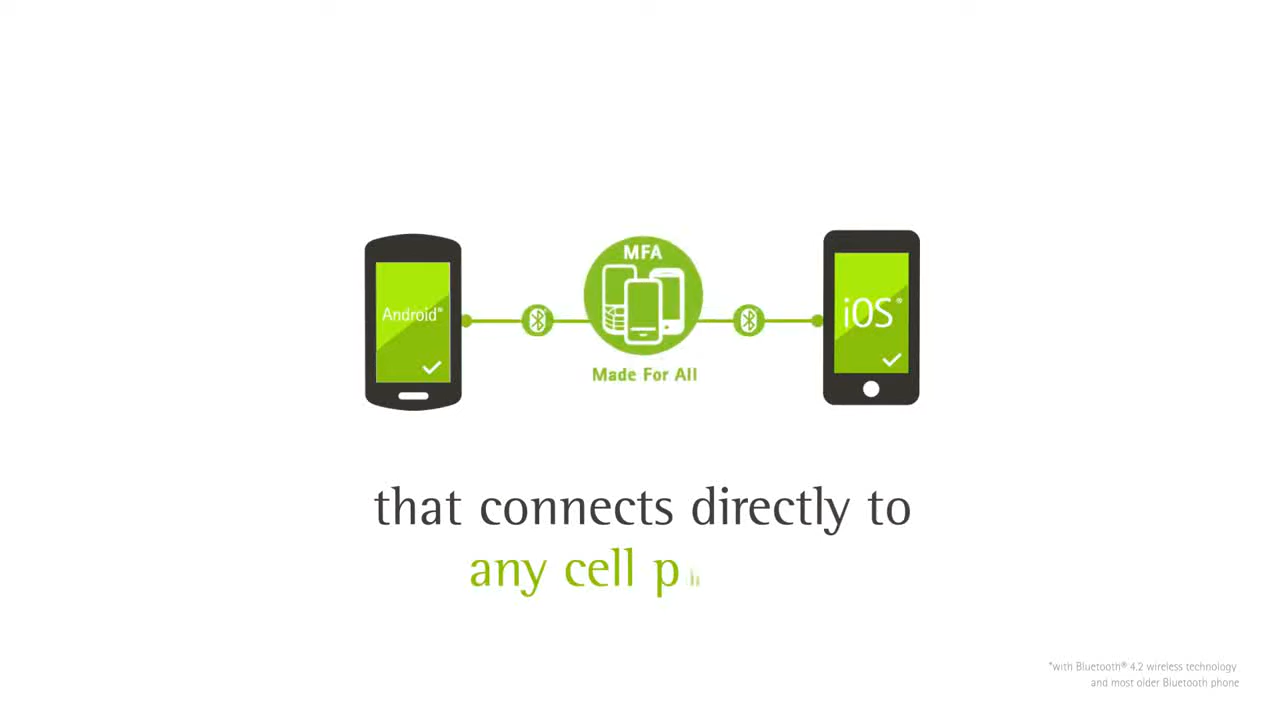 MFA
Android®
iOS®
Made For All
that connects directly to
any cell p
*with Bluetooth® 4.2 wireless technology
and most older Bluetooth phone